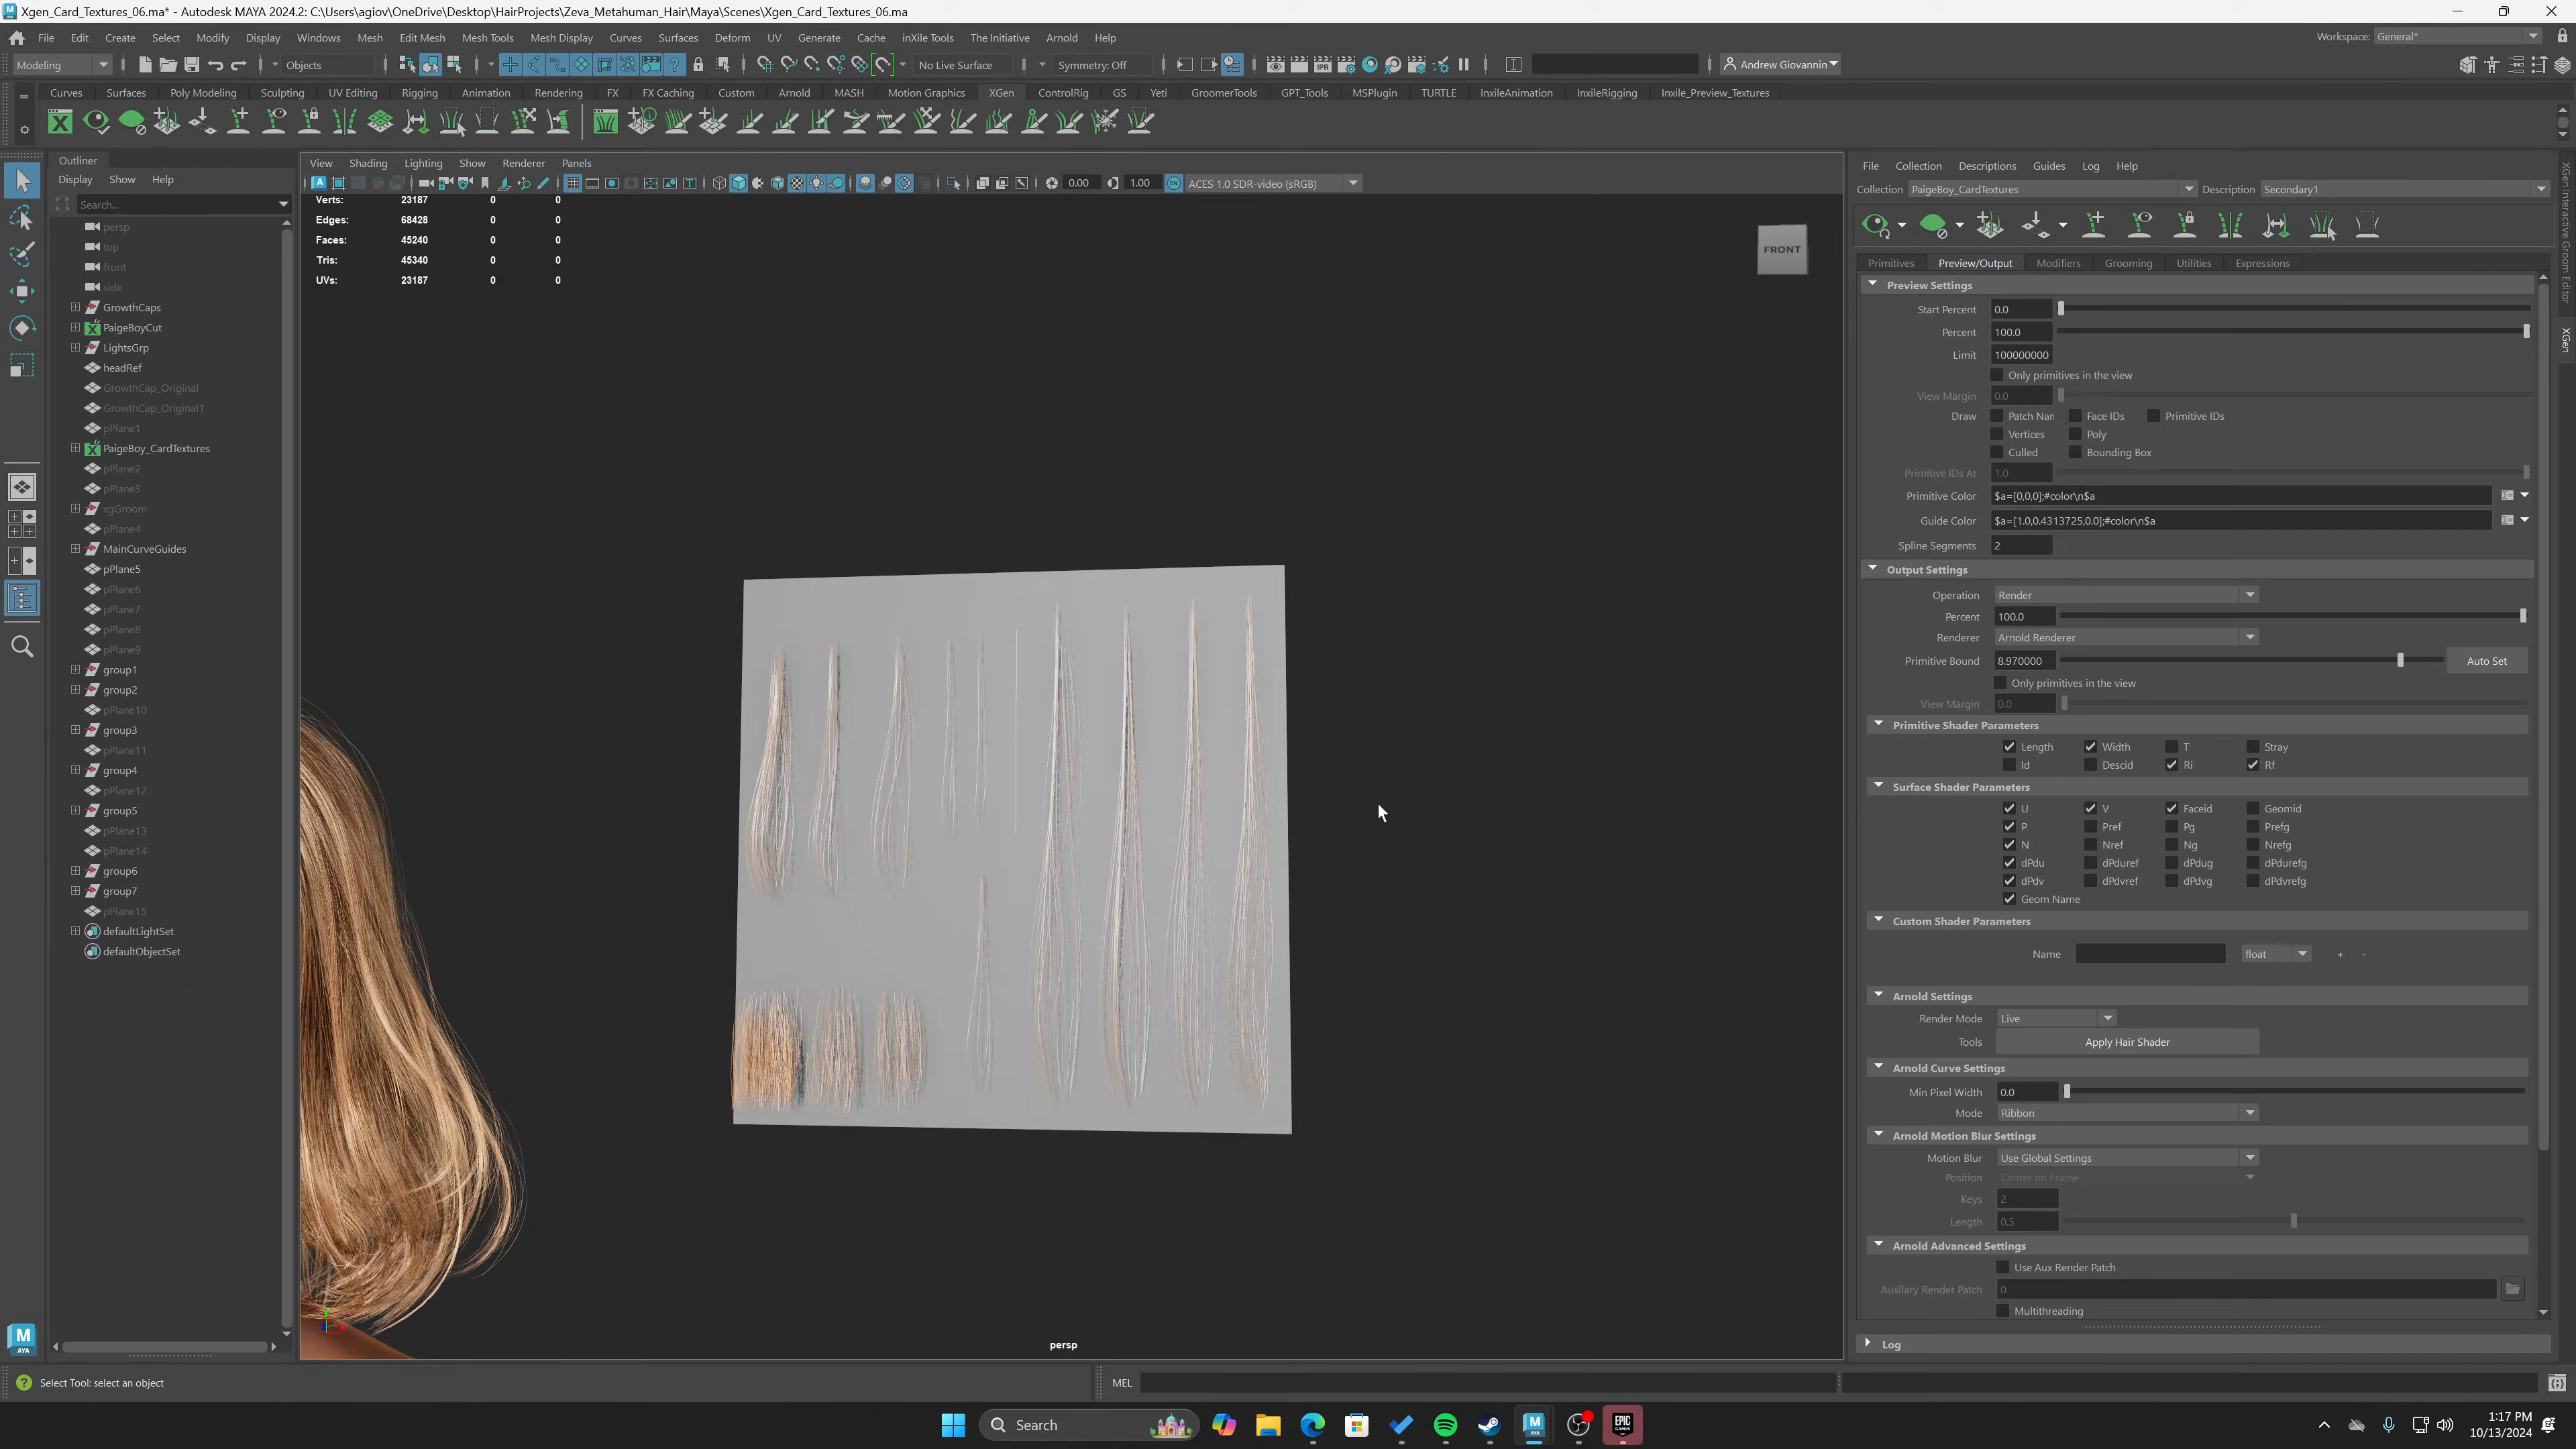 Xgen_Card_Textures_06.ma* - Autodesk MAYA 2024.2: C:\Users\agiov\OneDrive\Desktop\HairProjects\Zeva_Metahuman_Hair\Maya\Scenes\Xgen_Card_Textures_06.ma
File Edit Create Select Modify Display Windows Mesh Edit Mesh Mesh Tools Mesh Display Curves Surfaces Deform UV Generate Cache inXile Tools The Initiative Arnold Help
Workspace: General*
Modeling Objects No Live Surface Symmetry: Off Andrew Giovannin
Curves Surfaces Poly Modeling Sculpting UV Editing Rigging Animation Rendering FX FX Caching Custom Arnold MASH Motion Graphics XGen ControlRig GS Yeti GroomerTools GPT_Tools MSPlugin TURTLE InxileAnimation InxileRigging Inxile_Preview_Textures
Outliner
Display Show Help
Search...
persp
top
front
side
GrowthCaps
PaigeBoyCut
LightsGrp
headRef
GrowthCap_Original
GrowthCap_Original1
pPlane1
PaigeBoy_CardTextures
pPlane2
pPlane3
xgGroom
pPlane4
MainCurveGuides
pPlane5
pPlane6
pPlane7
pPlane8
pPlane9
group1
group2
pPlane10
group3
pPlane11
group4
pPlane12
group5
pPlane13
pPlane14
group6
group7
pPlane15
defaultLightSet
defaultObjectSet
View Shading Lighting Show Renderer Panels
0.00 1.00 ON ACES 1.0 SDR-video (sRGB)
Verts: 23187 0 0
Edges: 68428 0 0
Faces: 45240 0 0
Tris: 45340 0 0
UVs: 23187 0 0
FRONT
persp
File Collection Descriptions Guides Log Help
Collection PaigeBoy_CardTextures Description Secondary1
Primitives Preview/Output Modifiers Grooming Utilities Expressions
Preview Settings
Start Percent 0.0
Percent 100.0
Limit 100000000
Only primitives in the view
View Margin 0.0
Draw Patch Nar Face IDs Primitive IDs
Vertices Poly
Culled Bounding Box
Primitive IDs At 1.0
Primitive Color $a=[0,0,0];#color\n$a
Guide Color $a=[1.0,0.4313725,0.0];#color\n$a
Spline Segments 2
Output Settings
Operation Render
Percent 100.0
Renderer Arnold Renderer
Primitive Bound 8.970000 Auto Set
Only primitives in the view
View Margin 0.0
Primitive Shader Parameters
Length Width T Stray
Id Descid Ri Rf
Surface Shader Parameters
U V Faceid Geomid
P Pref Pg Prefg
N Nref Ng Nrefg
dPdu dPduref dPdug dPdurefg
dPdv dPdvref dPdvg dPdvrefg
Geom Name
Custom Shader Parameters
Name float + -
Arnold Settings
Render Mode Live
Tools Apply Hair Shader
Arnold Curve Settings
Min Pixel Width 0.0
Mode Ribbon
Arnold Motion Blur Settings
Motion Blur Use Global Settings
Position Center on Frame
Keys 2
Length 0.5
Arnold Advanced Settings
Use Aux Render Patch
Auxilary Render Patch 0
Multithreading
Log
XGen Interactive Groom Editor
XGen
M
AYA
Select Tool: select an object
MEL
Search
EPIC GAMES
1:17 PM
10/13/2024